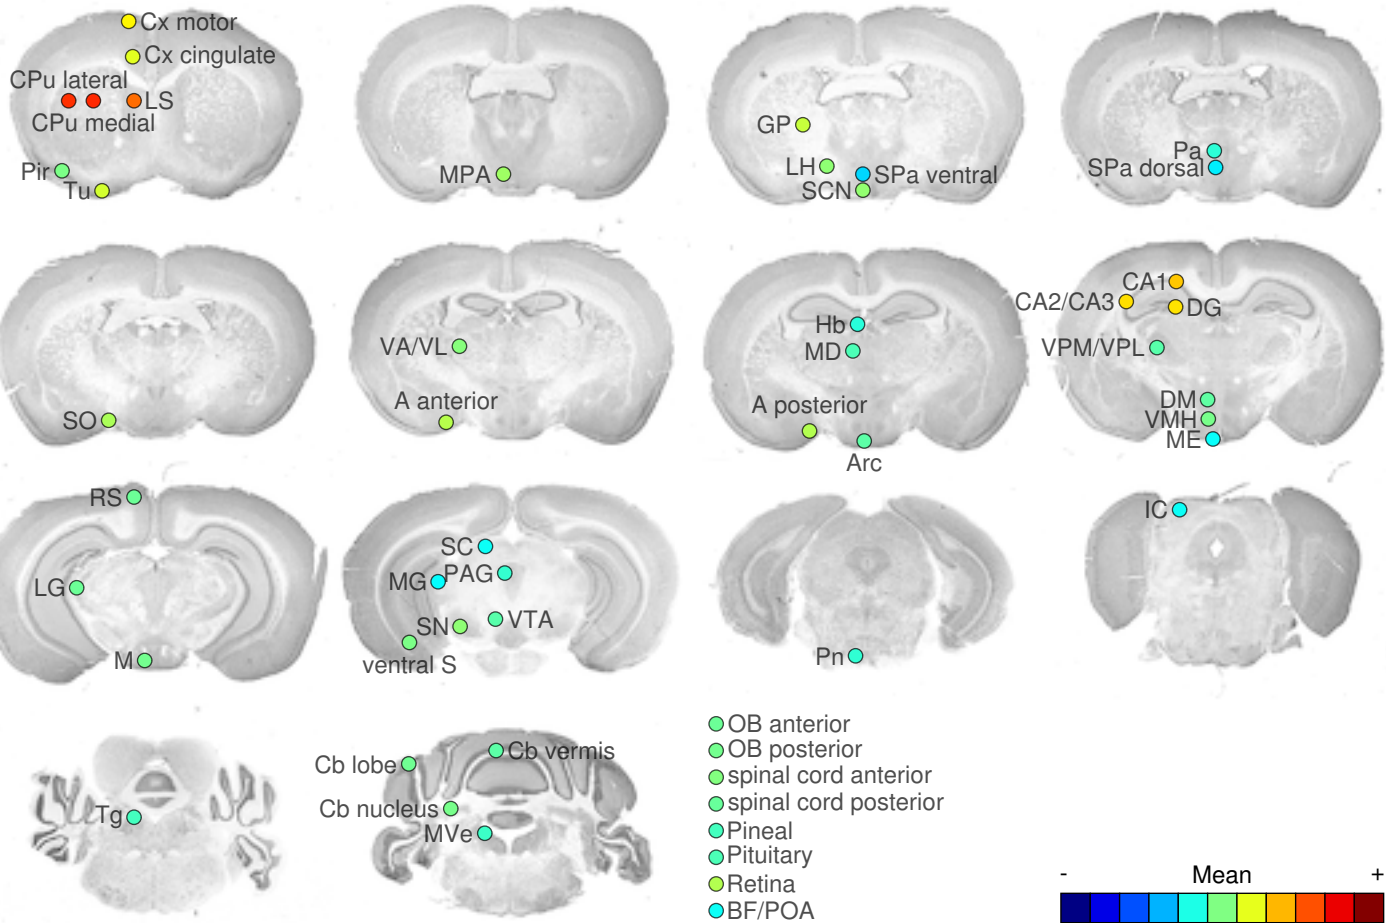 Cx motor
Cx cingulate
CPu lateral
LS
CPu medial
Pir
Tu
MPA
GP
LH
SPa ventral
SCN
Pa
SPa dorsal
SO
VA/VL
A anterior
Hb
MD
A posterior
Arc
CA1
CA2/CA3
DG
VPM/VPL
DM
VMH
ME
RS
LG
M
SC
MG
PAG
SN
VTA
ventral S
Pn
IC
Tg
Cb lobe
Cb vermis
Cb nucleus
MVe
OB anterior
OB posterior
spinal cord anterior
spinal cord posterior
Pineal
Pituitary
Retina
BF/POA
- Mean +